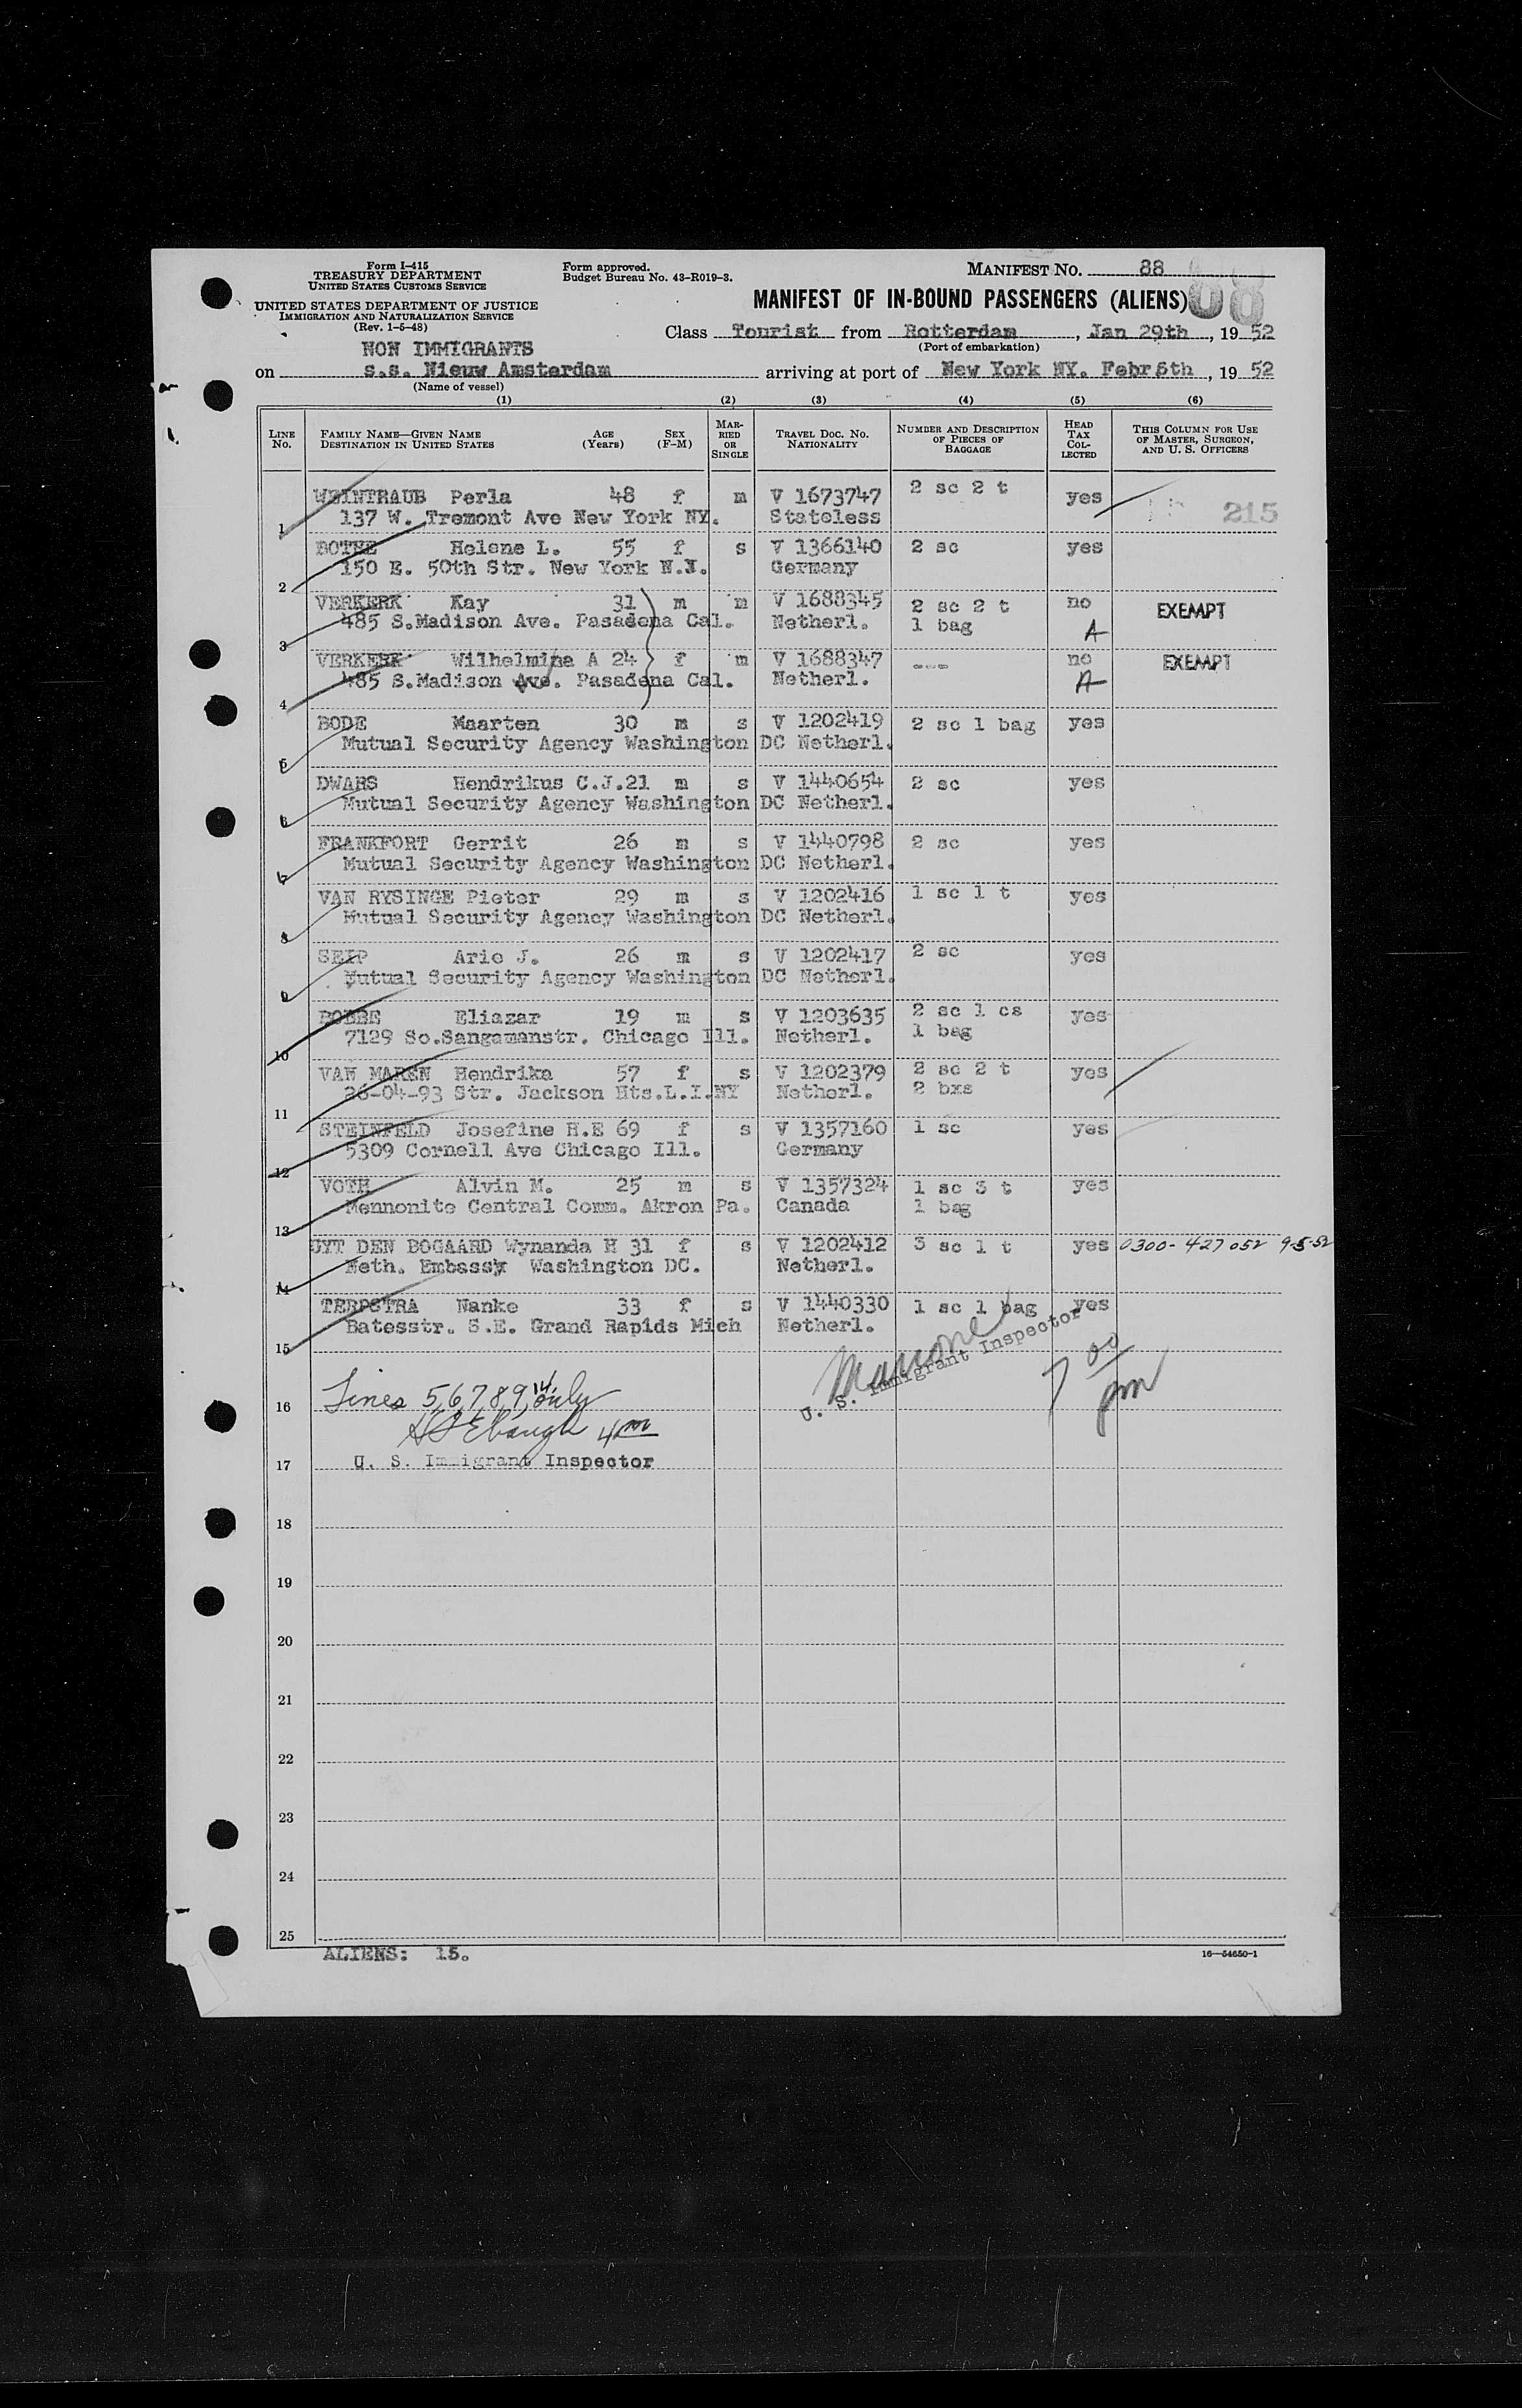 Form I-415
TREASURY DEPARTMENT
UNITED STATES CUSTOMS SERVICE
UNITED STATES DEPARTMENT OF JUSTICE
IMMIGRATION AND NATURALIZATION SERVICE
(Rev. 1-5-48)
Form approved.
Budget Bureau No. 43-R019-3.
MANIFEST NO. 88
MANIFEST OF IN-BOUND PASSENGERS (ALIENS) 88
Class Tourist from Rotterdam, Jan 29th, 1952
(Port of embarkation)
NON IMMIGRANTS
on s.s. Nieuw Amsterdam arriving at port of New York NY. Febr 5th, 1952
(Name of vessel)
(1) (2) (3) (4) (5) (6)
LINE NO. FAMILY NAME—GIVEN NAME DESTINATION IN UNITED STATES AGE (Years) SEX (F-M) MARRIED OR SINGLE TRAVEL DOC. NO. NATIONALITY NUMBER AND DESCRIPTION OF PIECES OF BAGGAGE HEAD TAX COLLECTED THIS COLUMN FOR USE OF MASTER, SURGEON, AND U. S. OFFICERS
WEINTRAUB Perla 48 f m V 1673747 2 sc 2 t yes 215
1 137 W. Tremont Ave New York NY. Stateless
Helene L. 55 f s V 1366140 2 sc yes
2 150 E. 50th Str. New York N.Y. Germany
VERKERK Kay 31 m m V 1688345 2 sc 2 t no EXEMPT
3 485 S.Madison Ave. Pasadena Cal. Netherl. 1 bag A
VERKERK Wilhelmina A 24 f m V 1688347 --- no EXEMPT
4 485 S.Madison Ave. Pasadena Cal. Netherl. A
BODE Maarten 30 m s V 1202419 2 sc 1 bag yes
5 Mutual Security Agency Washington DC Netherl.
DWARS Hendrikus C.J. 21 m s V 1440654 2 sc yes
6 Mutual Security Agency Washington DC Netherl.
FRANKFORT Gerrit 26 m s V 1440798 2 sc yes
7 Mutual Security Agency Washington DC Netherl.
VAN RYSINGE Pieter 29 m s V 1202416 1 sc 1 t yes
8 Mutual Security Agency Washington DC Netherl.
SEIP Arie J. 26 m s V 1202417 2 sc yes
9 Mutual Security Agency Washington DC Netherl.
Eliazar 19 m s V 1203635 2 sc 1 cs yes
10 7129 So.Sangamanstr. Chicago Ill. Netherl. 1 bag
VAN MAREN Hendrika 57 f s V 1202379 2 sc 2 t yes
11 26-04-93 Str. Jackson Hts.L.I.NY Netherl. 2 bxs
STEINFELD Josefine H.E 69 f s V 1357160 1 sc yes
12 5309 Cornell Ave Chicago Ill. Germany
VOTH Alvin M. 25 m s V 1357324 1 sc 3 t yes
13 Mennonite Central Comm. Akron Pa. Canada 1 bag
UYT DEN BOGAARD Wynanda H 31 f s V 1202412 3 sc 1 t yes 0300-427052 9-5-52
14 Neth. Embassy Washington DC. Netherl.
TERPSTRA Nanke 33 f s V 1440330 1 sc 1 bag yes
15 Batesstr. S.E. Grand Rapids Mich Netherl.
U. S. Immigrant Inspector
7 00 pm
16 Lines 5,6,7,8,9,14, only
4 pm
17 U. S. Immigrant Inspector
18
19
20
21
22
23
24
25
ALIENS: 15.
16—54650-1